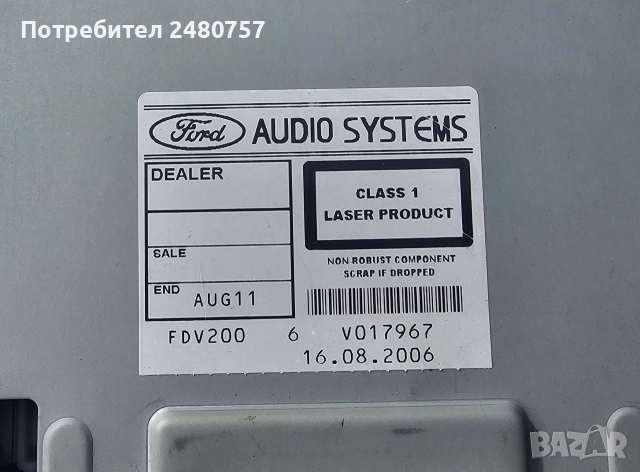 Потребител 2480757
Ford AUDIO SYSTEMS
DEALER
CLASS 1
LASER PRODUCT
SALE
NON-ROBUST COMPONENT
SCRAP IF DROPPED
END AUG11
FDV200 6 V017967
16.08.2006
BAZAR